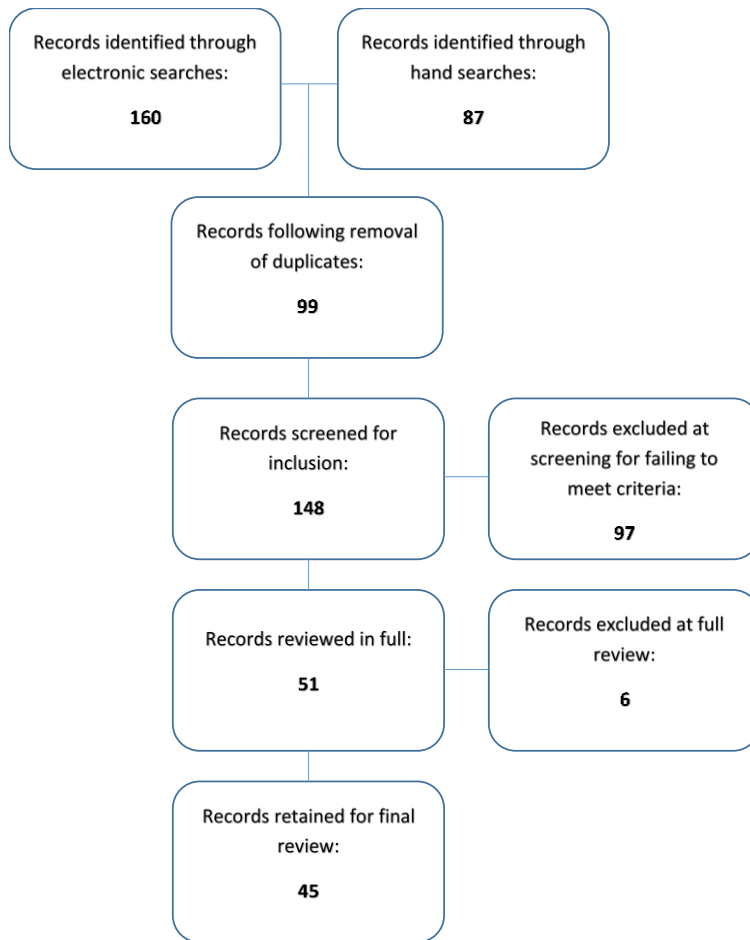 Records identified through
electronic searches:
160
Records identified through
hand searches:
87
Records following removal
of duplicates:
99
Records screened for
inclusion:
148
Records excluded at
screening for failing to
meet criteria:
97
Records reviewed in full:
51
Records excluded at full
review:
6
Records retained for final
review:
45